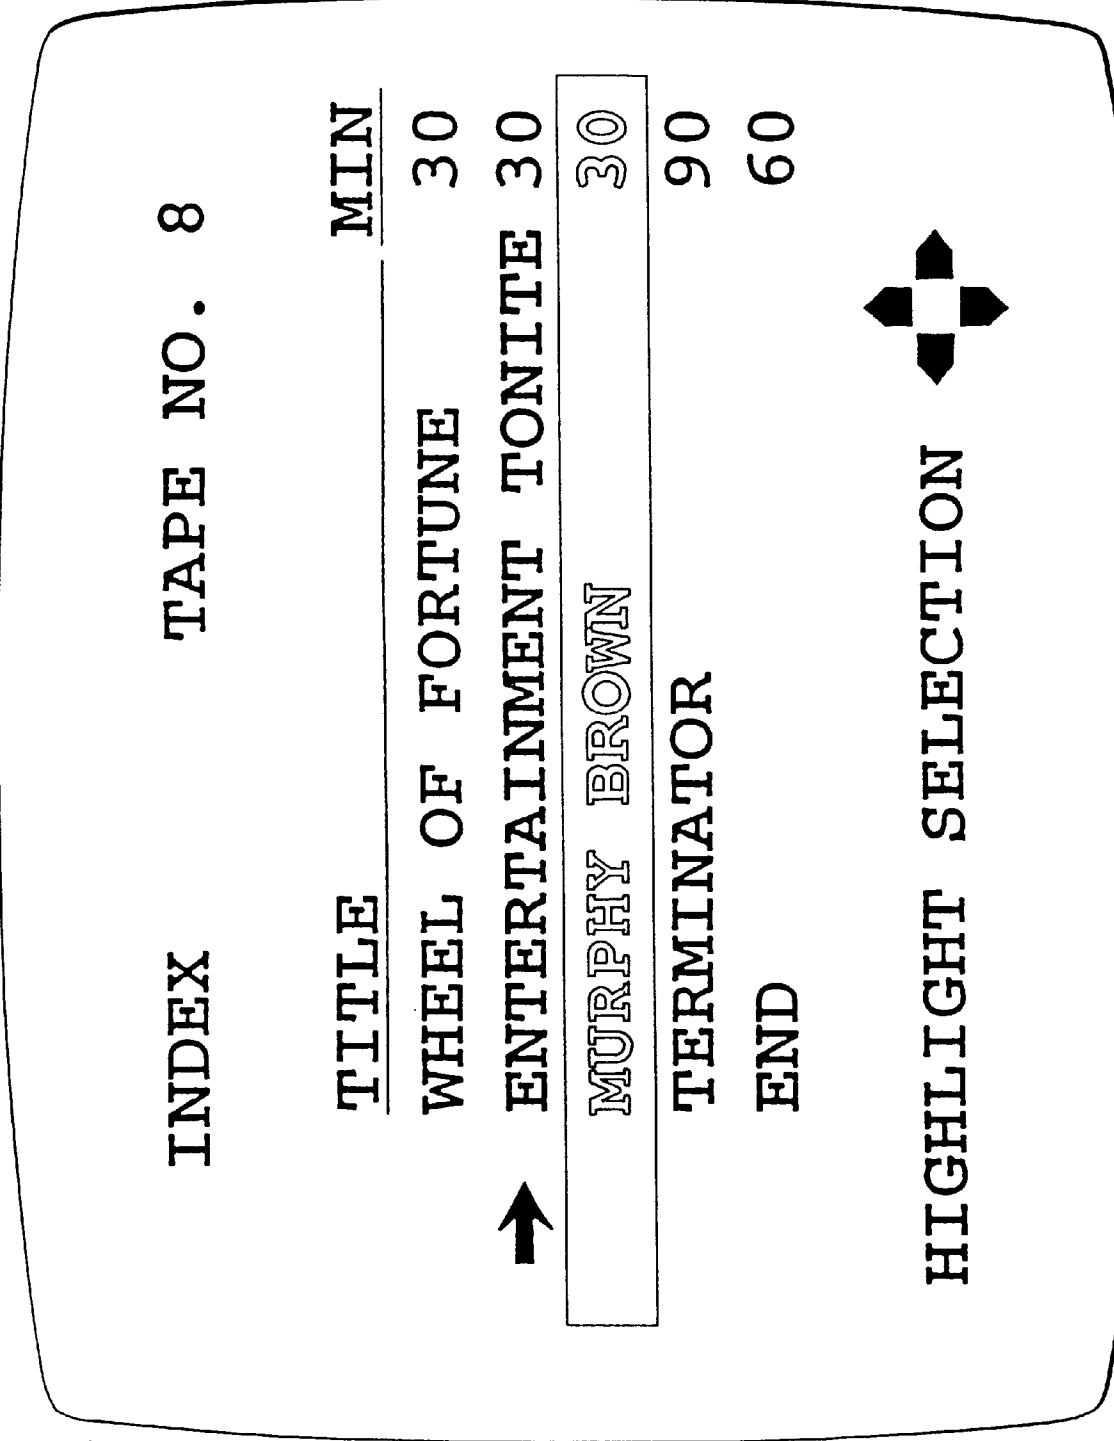 INDEX TAPE NO. 8
TITLE MIN
WHEEL OF FORTUNE 30
ENTERTAINMENT TONITE 30
MURPHY BROWN 30
TERMINATOR 90
END 60
HIGHLIGHT SELECTION